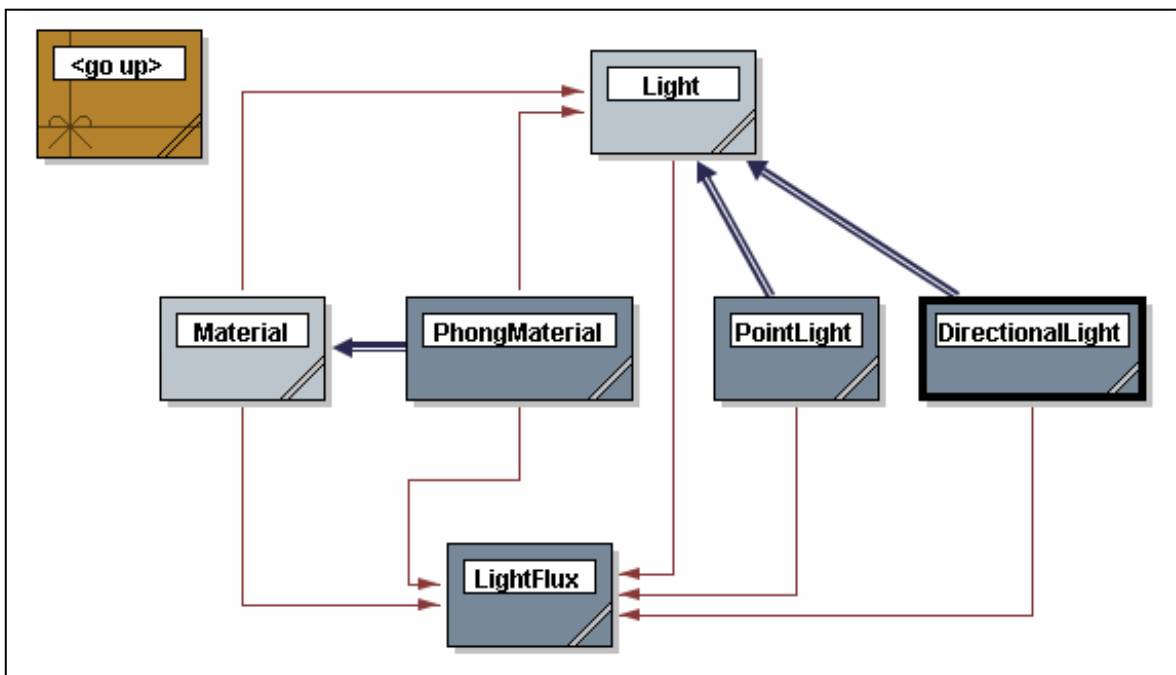 <go up>
Light
Material
PhongMaterial
PointLight
DirectionalLight
LightFlux